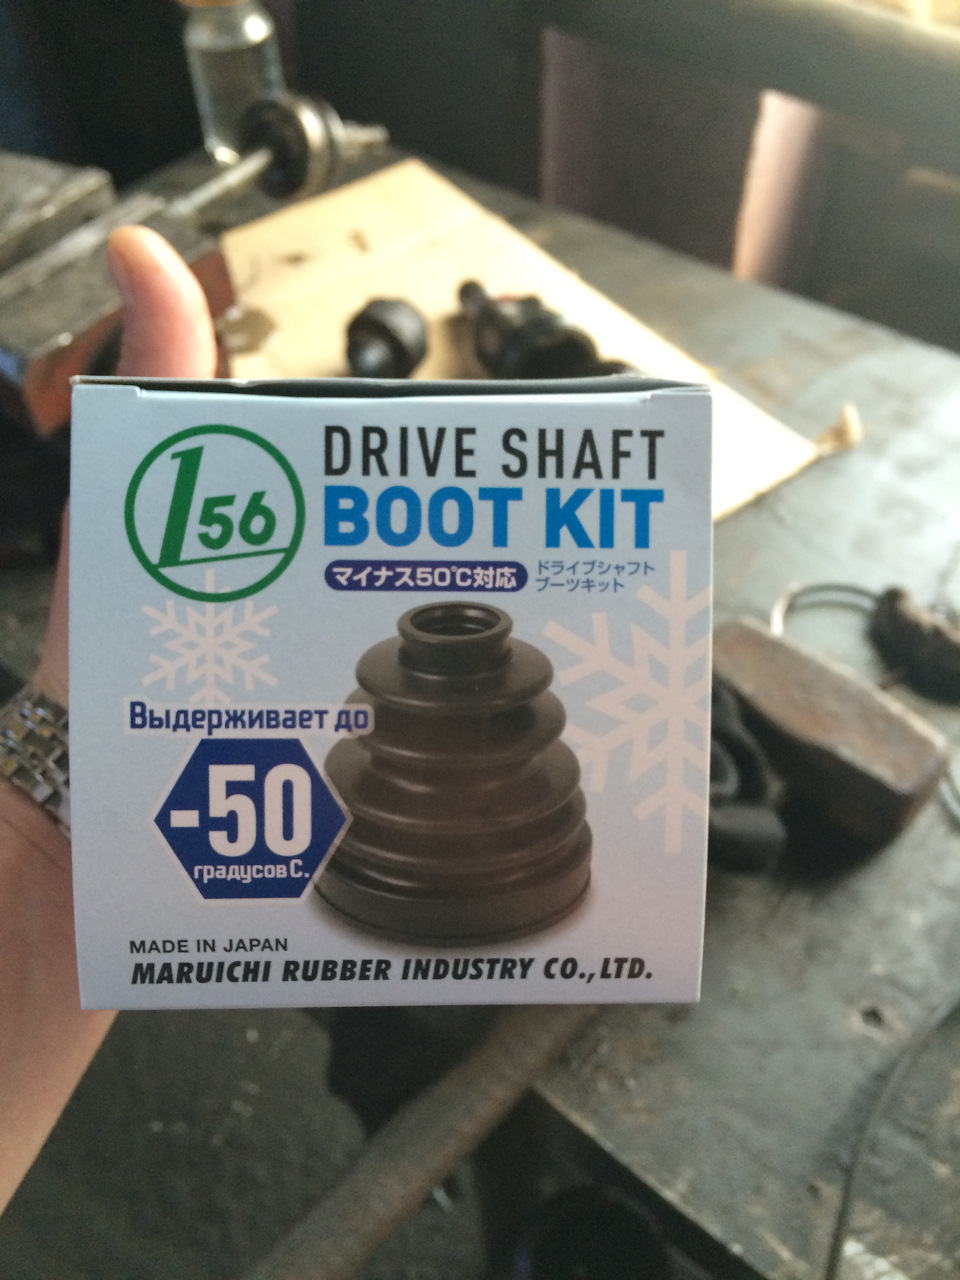 156
DRIVE SHAFT
BOOT KIT
マイナス50℃対応
ドライブシャフト
ブーツキット
Выдерживает до
-50
градусов С.
MADE IN JAPAN
MARUICHI RUBBER INDUSTRY CO.,LTD.